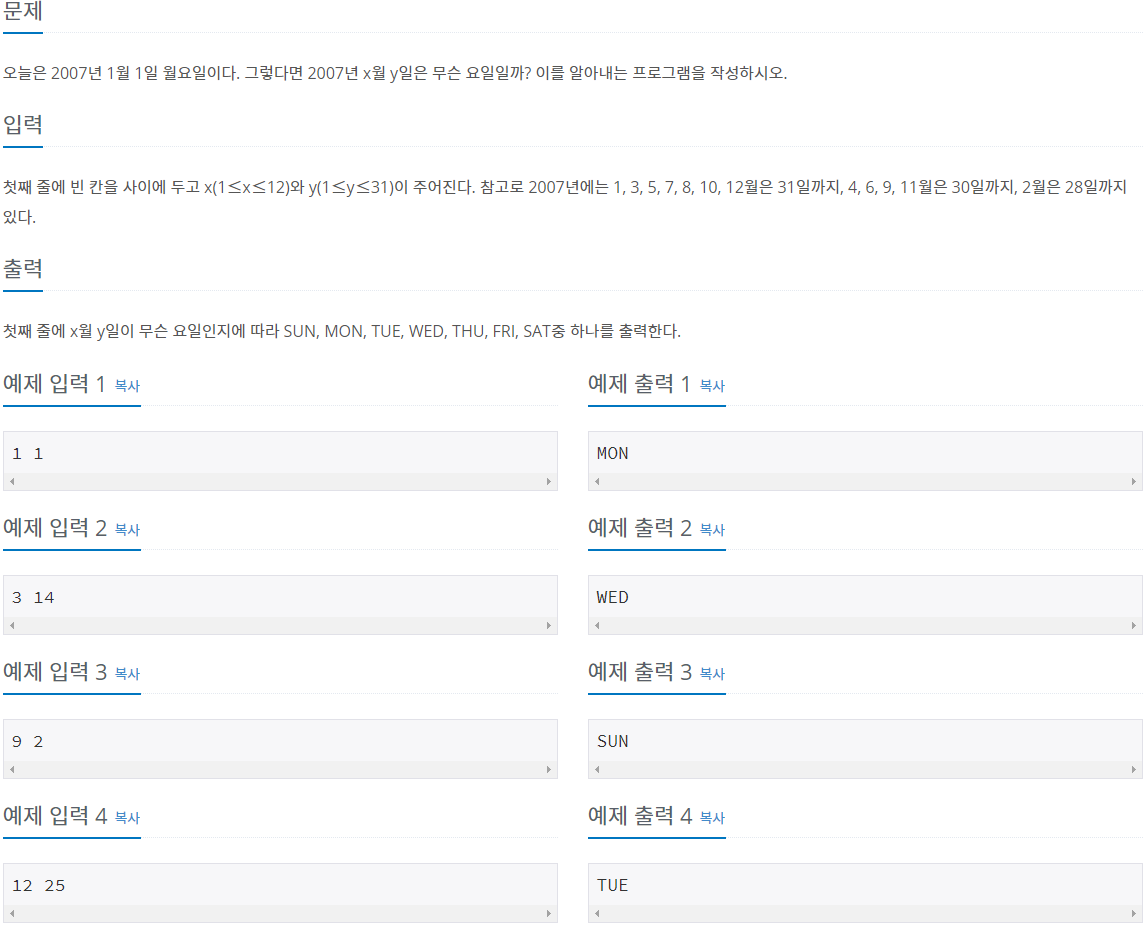 문제
오늘은 2007년 1월 1일 월요일이다. 그렇다면 2007년 x월 y일은 무슨 요일일까? 이를 알아내는 프로그램을 작성하시오.
입력
첫째 줄에 빈 칸을 사이에 두고 x(1≤x≤12)와 y(1≤y≤31)이 주어진다. 참고로 2007년에는 1, 3, 5, 7, 8, 10, 12월은 31일까지, 4, 6, 9, 11월은 30일까지, 2월은 28일까지
있다.
출력
첫째 줄에 x월 y일이 무슨 요일인지에 따라 SUN, MON, TUE, WED, THU, FRI, SAT중 하나를 출력한다.
예제 입력 1 복사
1 1
예제 출력 1 복사
MON
예제 입력 2 복사
3 14
예제 출력 2 복사
WED
예제 입력 3 복사
9 2
예제 출력 3 복사
SUN
예제 입력 4 복사
12 25
예제 출력 4 복사
TUE